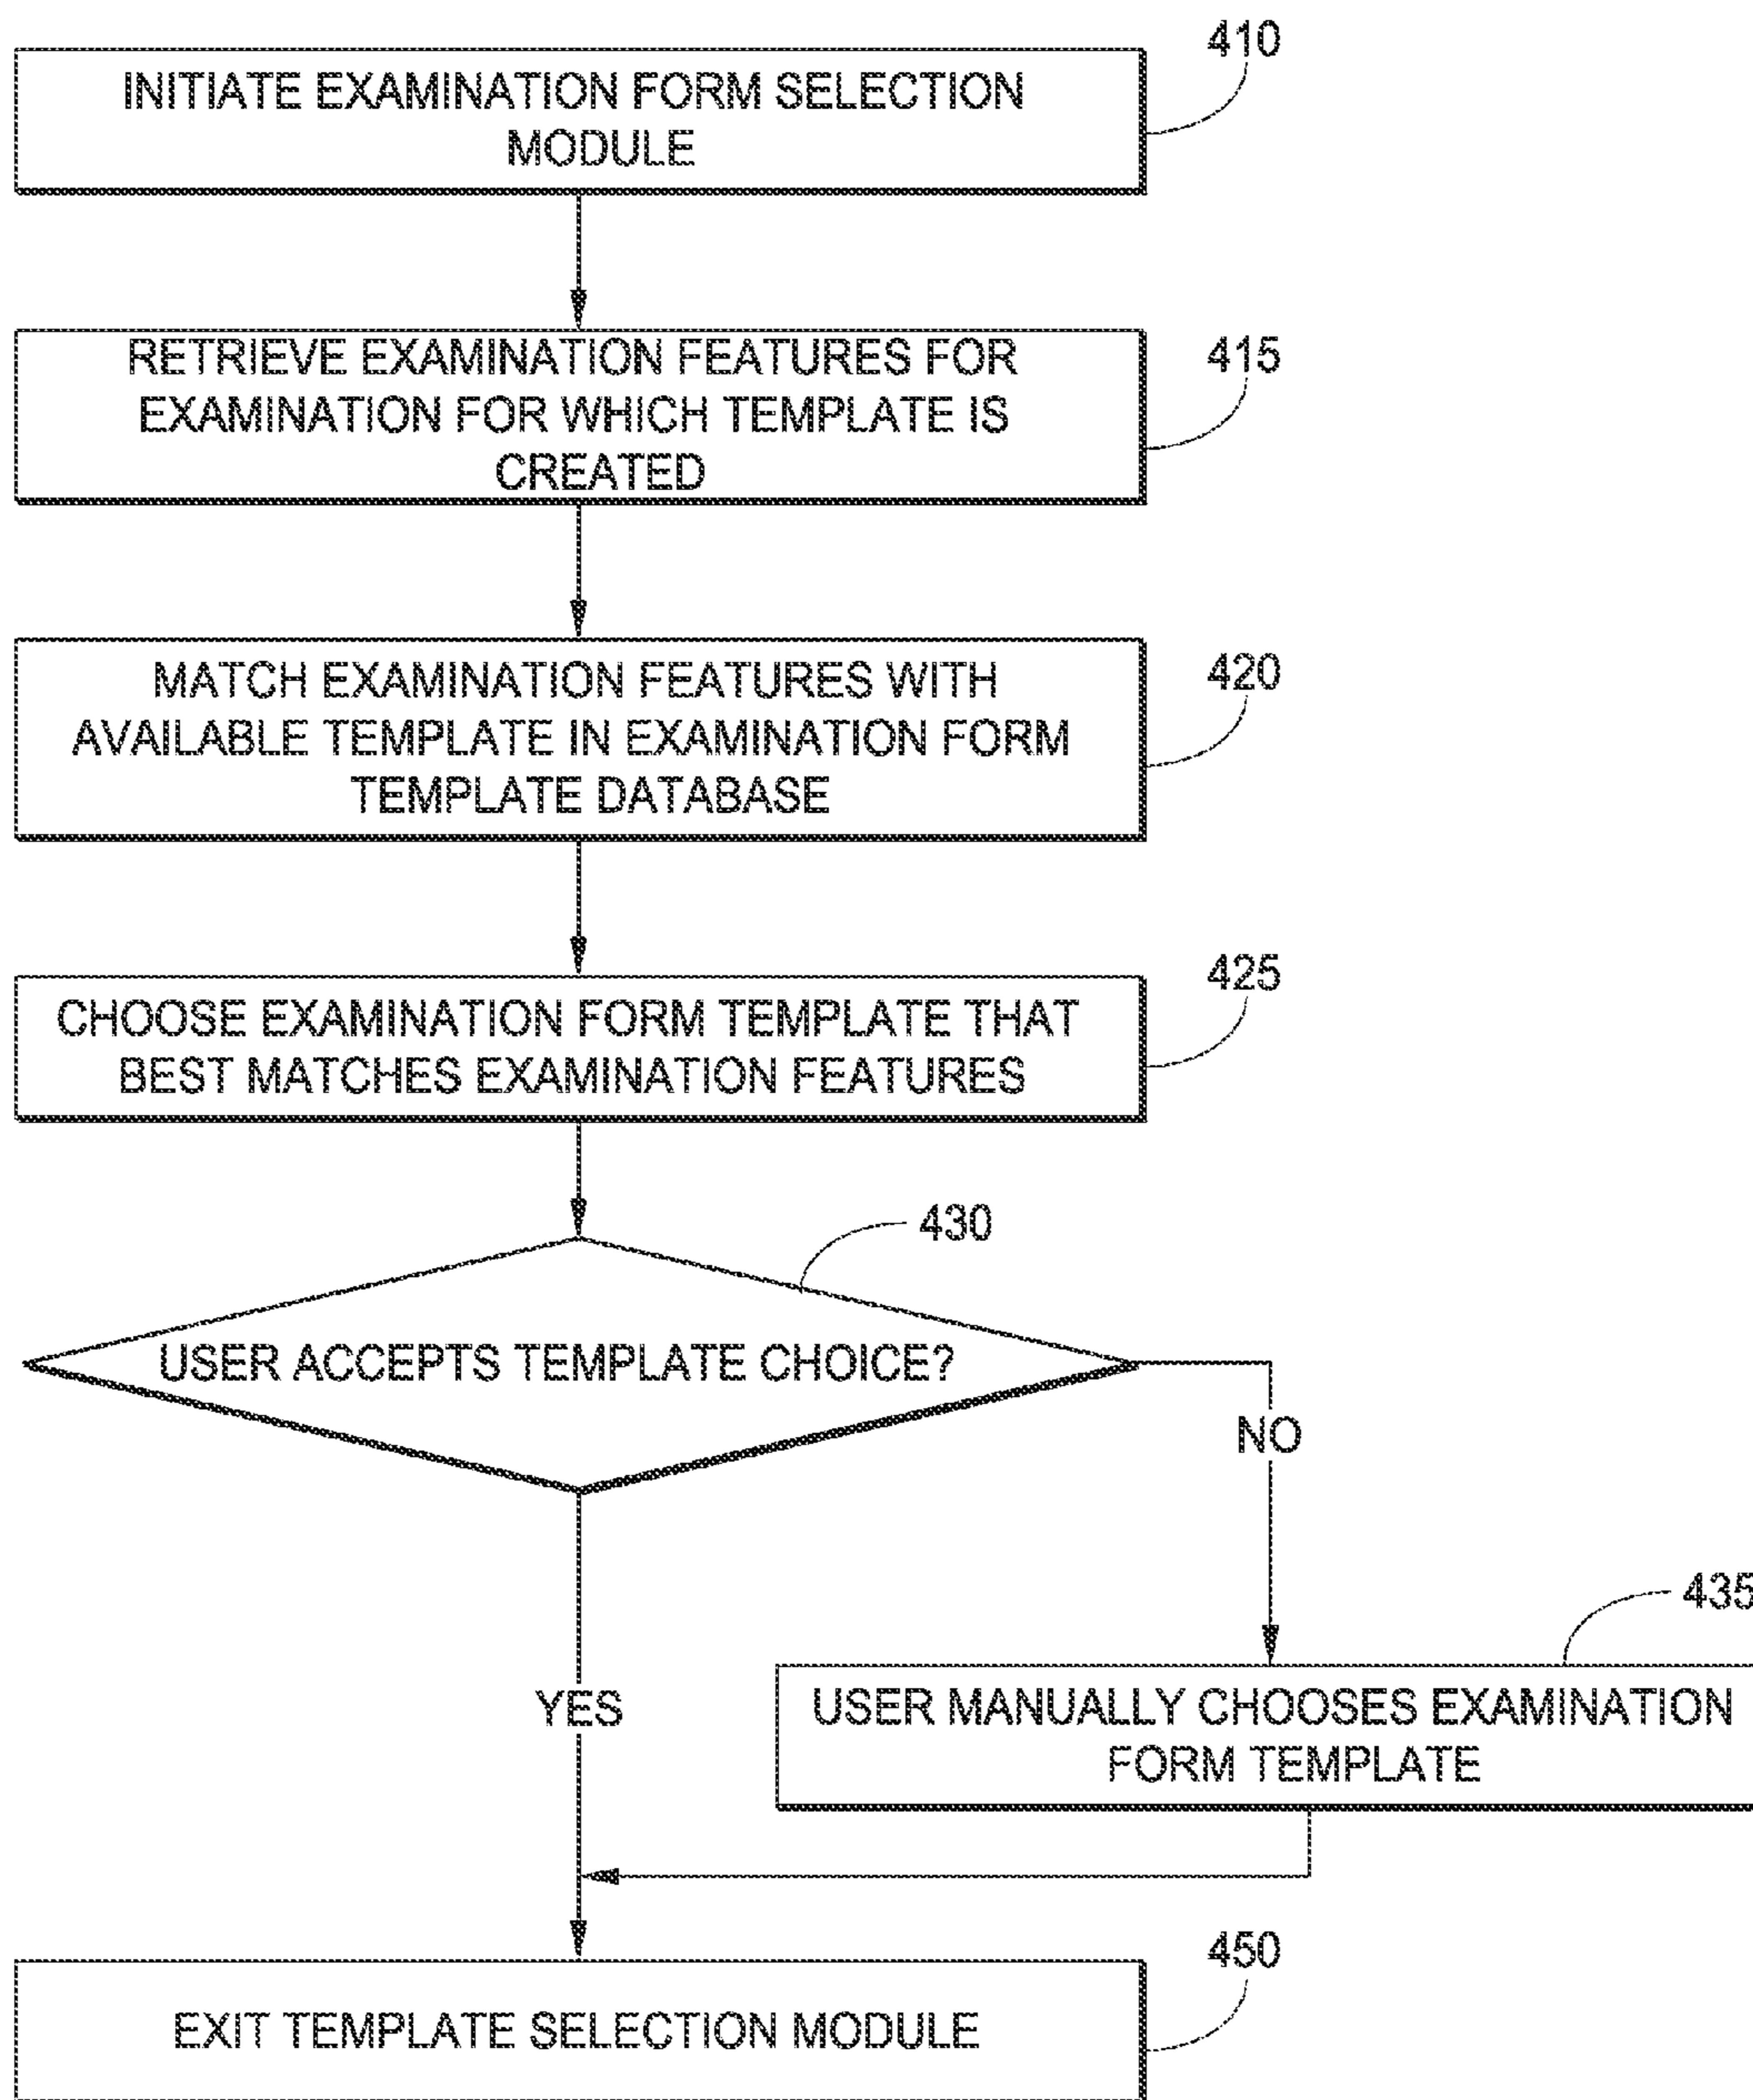 410
INITIATE EXAMINATION FORM SELECTION
MODULE
415
RETRIEVE EXAMINATION FEATURES FOR
EXAMINATION FOR WHICH TEMPLATE IS
CREATED
420
MATCH EXAMINATION FEATURES WITH
AVAILABLE TEMPLATE IN EXAMINATION FORM
TEMPLATE DATABASE
425
CHOOSE EXAMINATION FORM TEMPLATE THAT
BEST MATCHES EXAMINATION FEATURES
430
USER ACCEPTS TEMPLATE CHOICE?
NO
435
YES
USER MANUALLY CHOOSES EXAMINATION
FORM TEMPLATE
450
EXIT TEMPLATE SELECTION MODULE